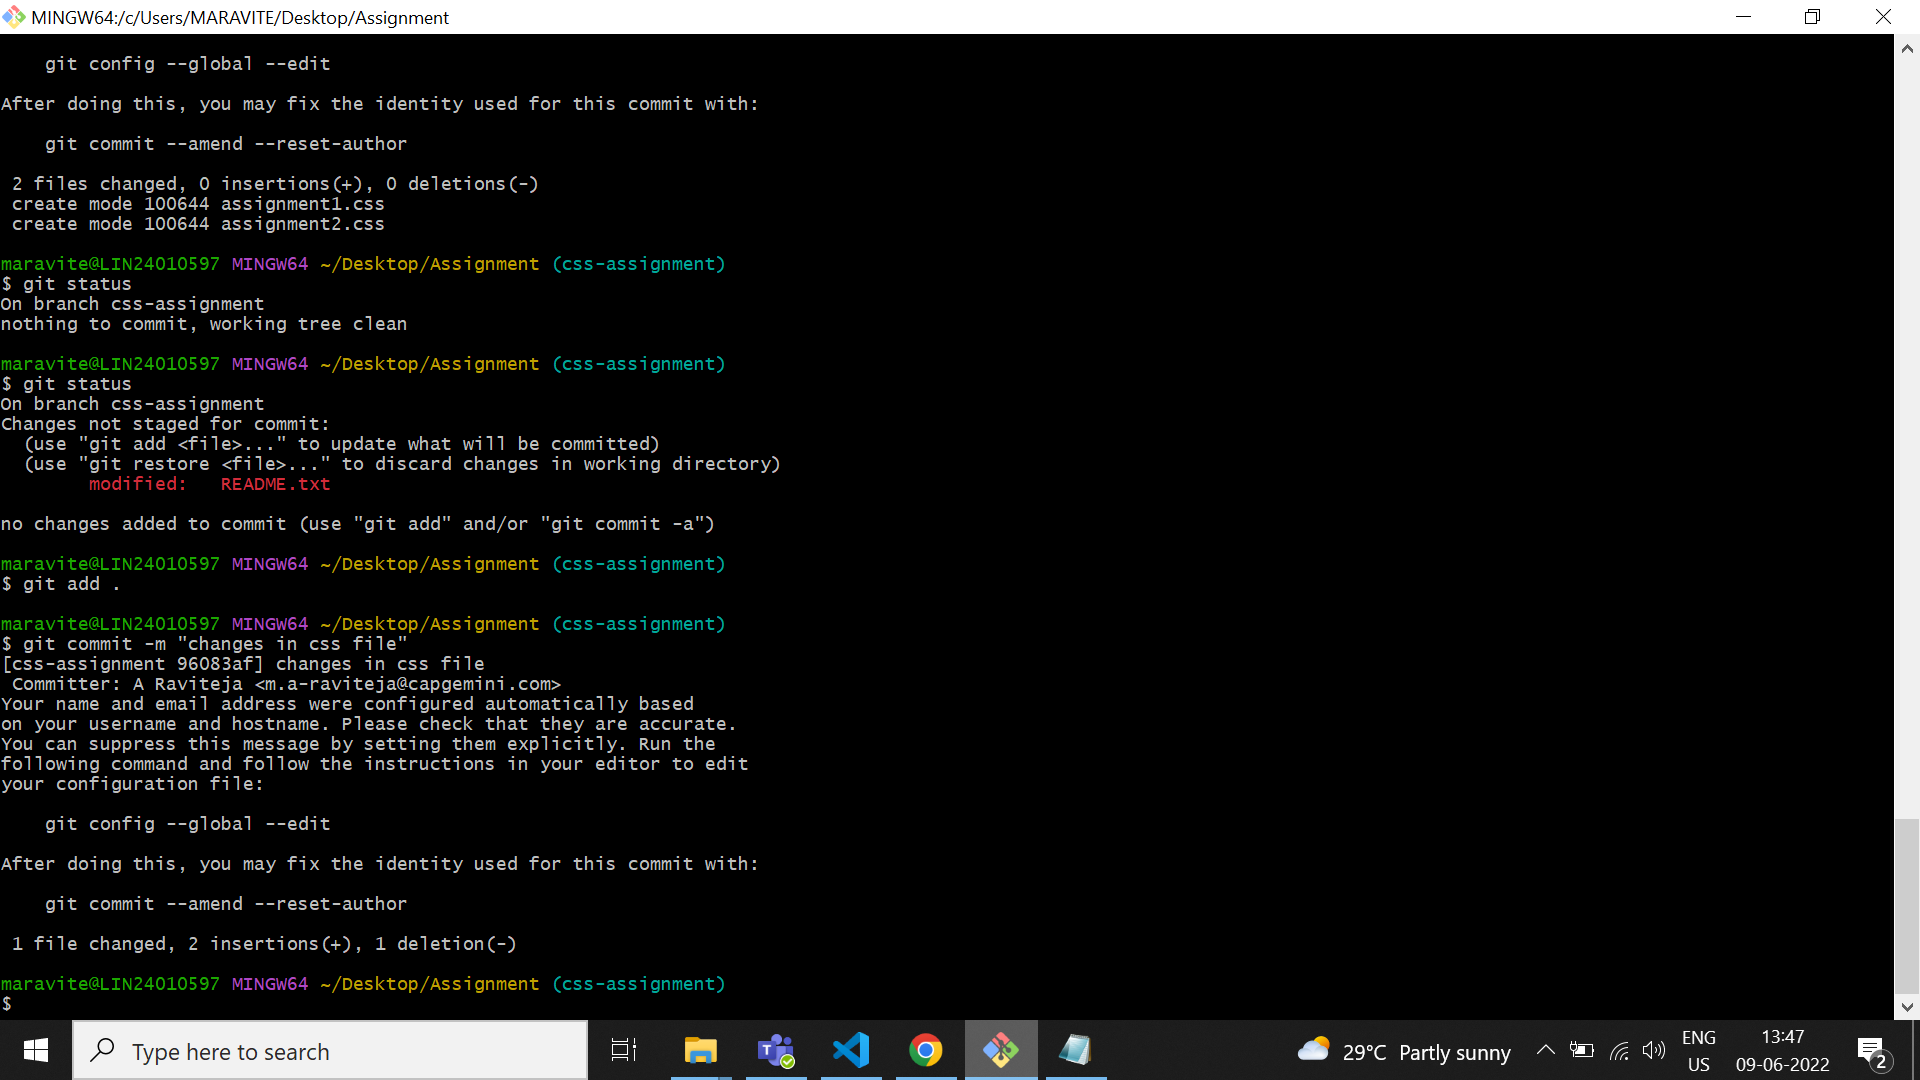 MINGW64:/c/Users/MARAVITE/Desktop/Assignment
git config --global --edit
After doing this, you may fix the identity used for this commit with:
git commit --amend --reset-author
2 files changed, 0 insertions(+), 0 deletions(-)
create mode 100644 assignment1.css
create mode 100644 assignment2.css
maravite@LIN24010597 MINGW64 ~/Desktop/Assignment (css-assignment)
$ git status
On branch css-assignment
nothing to commit, working tree clean
maravite@LIN24010597 MINGW64 ~/Desktop/Assignment (css-assignment)
$ git status
On branch css-assignment
Changes not staged for commit:
(use "git add <file>..." to update what will be committed)
(use "git restore <file>..." to discard changes in working directory)
modified:   README.txt
no changes added to commit (use "git add" and/or "git commit -a")
maravite@LIN24010597 MINGW64 ~/Desktop/Assignment (css-assignment)
$ git add .
maravite@LIN24010597 MINGW64 ~/Desktop/Assignment (css-assignment)
$ git commit -m "changes in css file"
[css-assignment 96083af] changes in css file
Committer: A Raviteja <m.a-raviteja@capgemini.com>
Your name and email address were configured automatically based
on your username and hostname. Please check that they are accurate.
You can suppress this message by setting them explicitly. Run the
following command and follow the instructions in your editor to edit
your configuration file:
git config --global --edit
After doing this, you may fix the identity used for this commit with:
git commit --amend --reset-author
1 file changed, 2 insertions(+), 1 deletion(-)
maravite@LIN24010597 MINGW64 ~/Desktop/Assignment (css-assignment)
$
Type here to search
29°C Partly sunny
ENG
US
13:47
09-06-2022
2